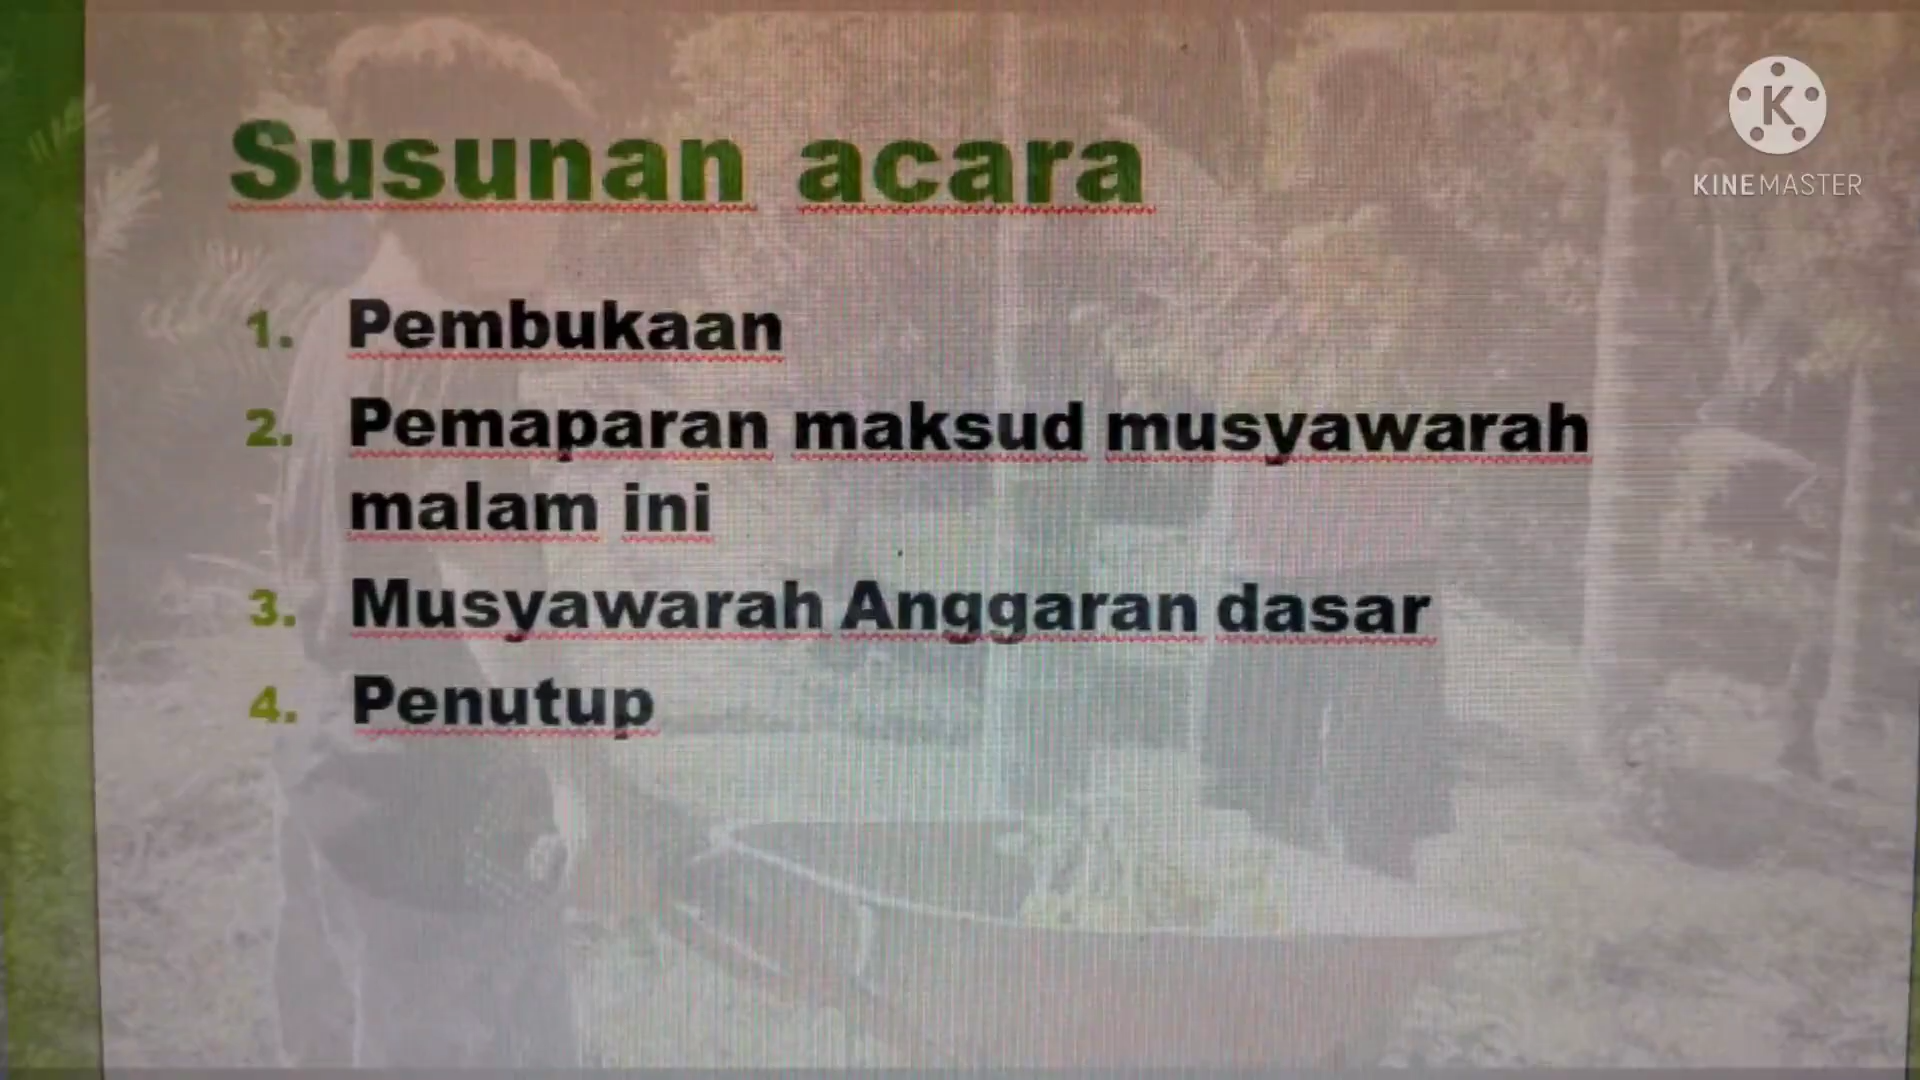 Susunan acara
1. Pembukaan
2. Pemaparan maksud musyawarah
malam ini
3. Musyawarah Anggaran dasar
4. Penutup
K
KINEMASTER